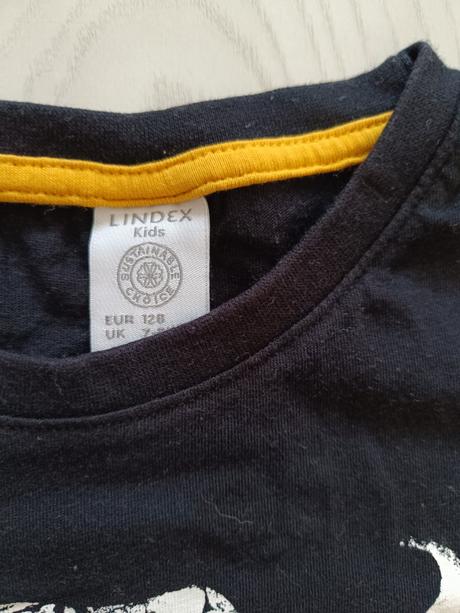 LINDEX
Kids
SUSTAINABLE
CHOICE
EUR 128
UK